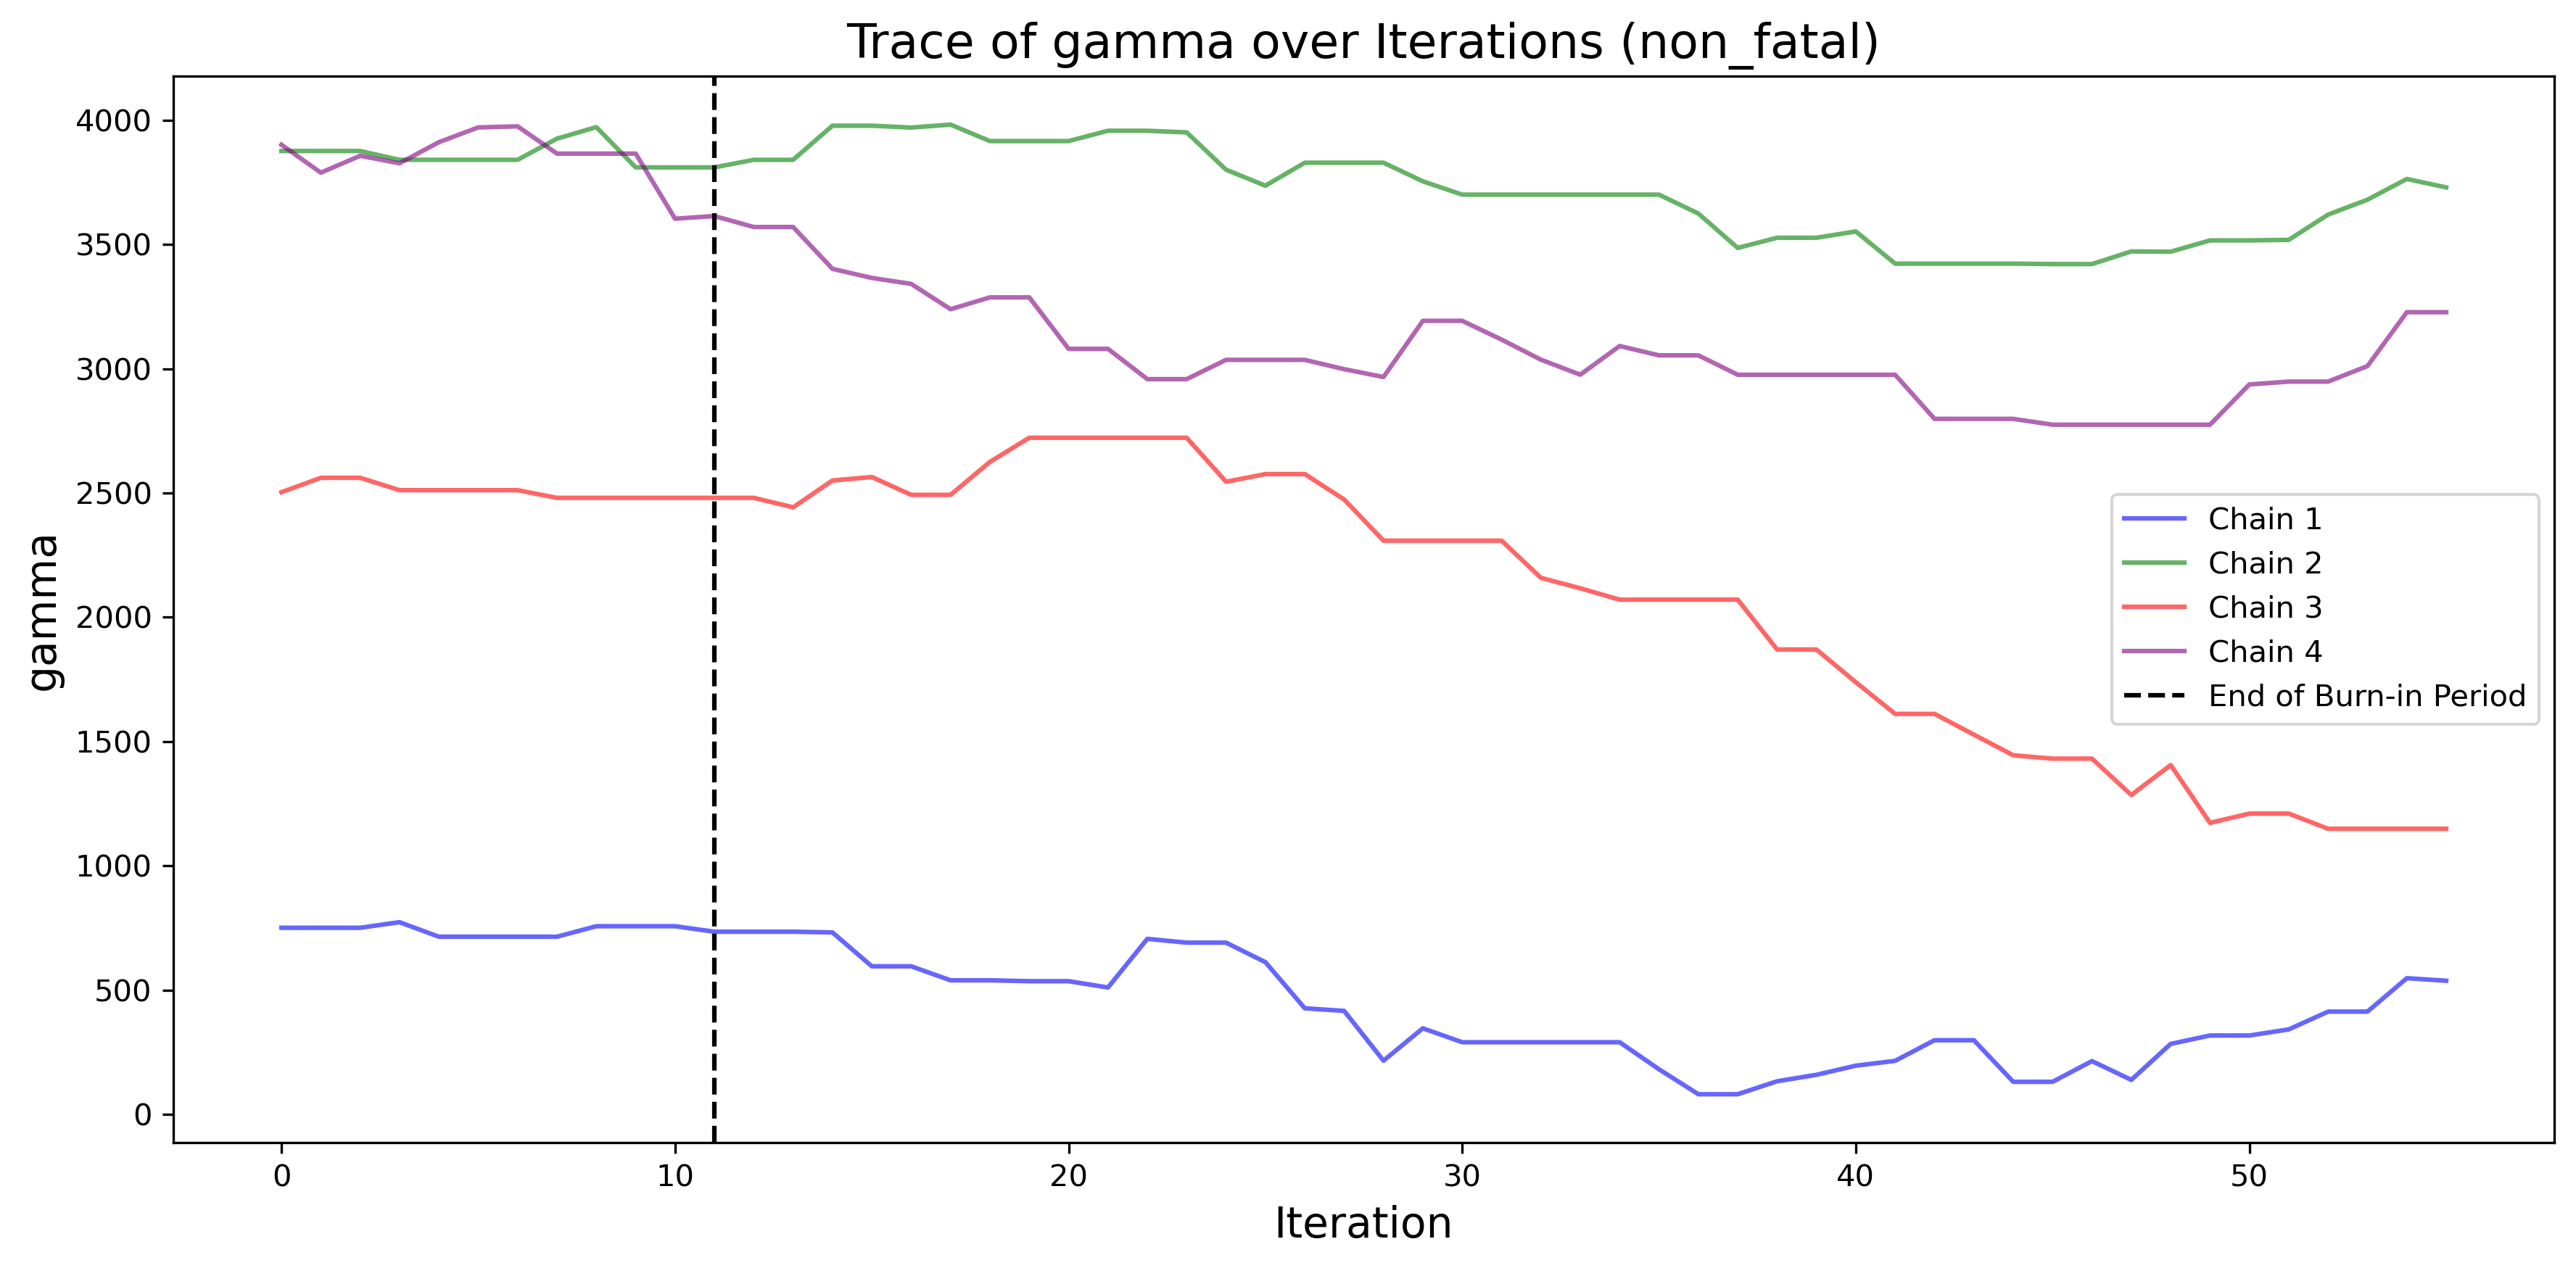 Trace of gamma over Iterations (non_fatal)
4000
3500
3000
2500
2000
1500
1000
500
0
gamma
Chain 1
Chain 2
Chain 3
Chain 4
End of Burn-in Period
0 10 20 30 40 50
Iteration